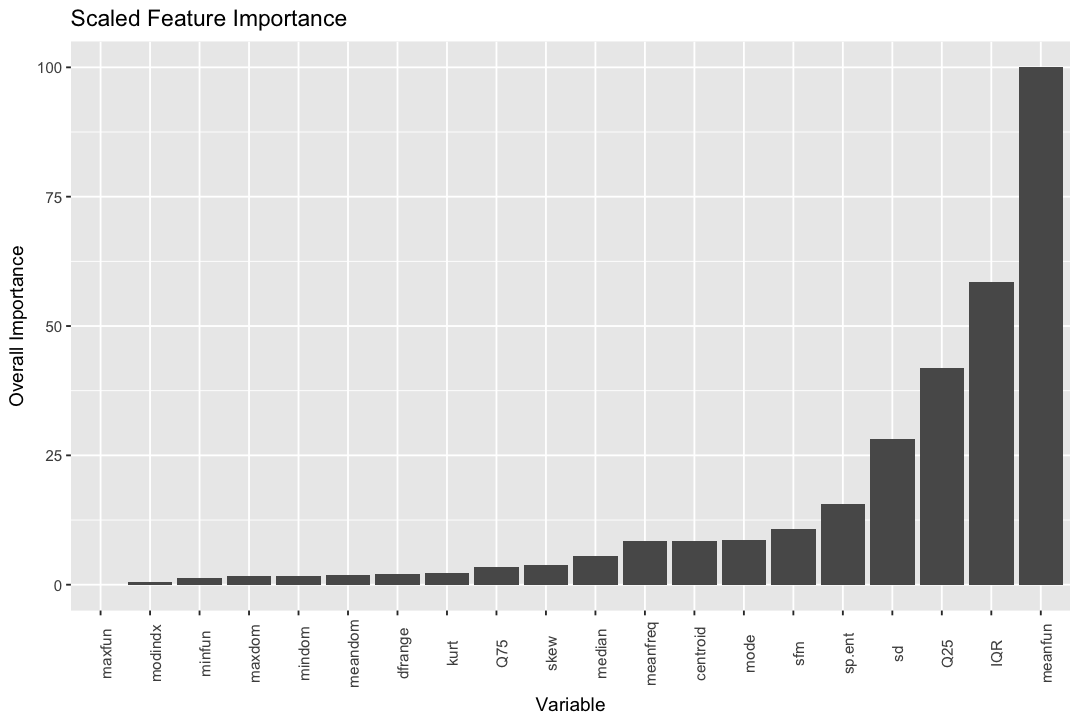 Scaled Feature Importance
Overall Importance
100
75
50
25
0
maxfun
modindx
minfun
maxdom
mindom
meandom
dfrange
kurt
Q75
skew
median
meanfreq
centroid
mode
sfm
sp.ent
sd
Q25
IQR
meanfun
Variable